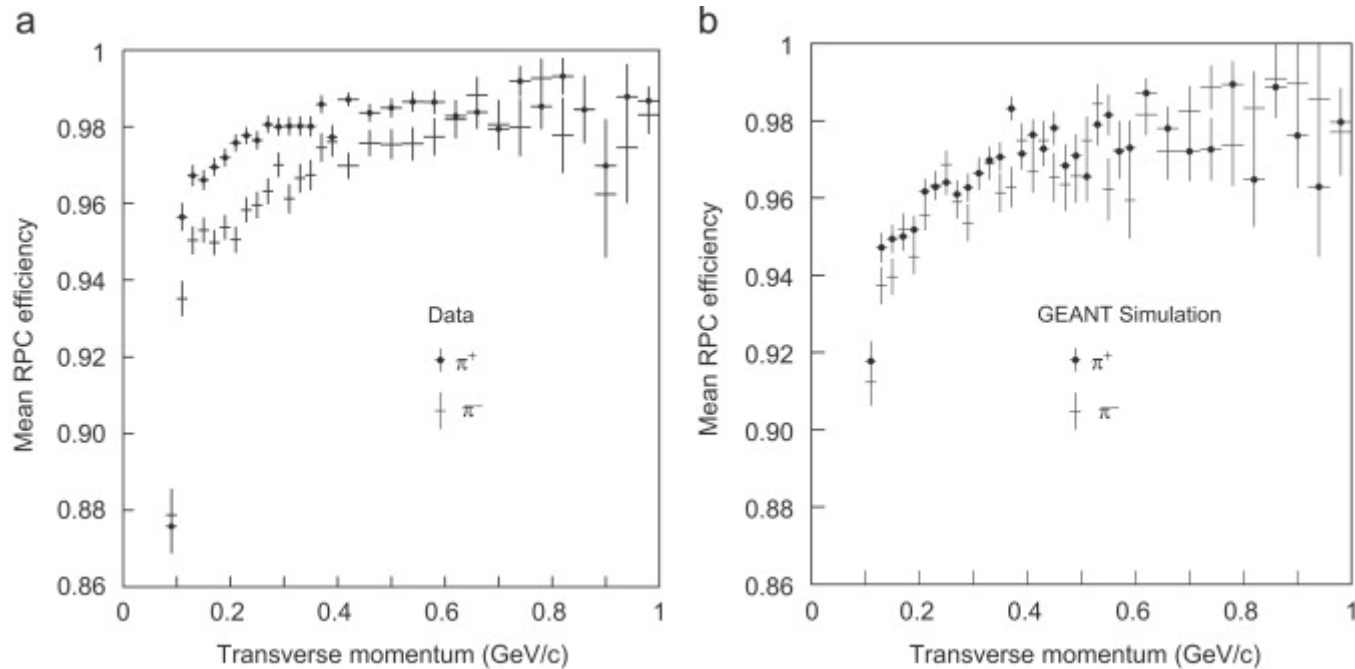 a
Mean RPC efficiency
1
0.98
0.96
0.94
0.92
0.90
0.88
0.86
0
0.2
0.4
0.6
0.8
1
Transverse momentum (GeV/c)
Data
π⁺
π⁻
b
Mean RPC efficiency
1
0.98
0.96
0.94
0.92
0.90
0.88
0.86
0
0.2
0.4
0.6
0.8
1
Transverse momentum (GeV/c)
GEANT Simulation
π⁺
π⁻